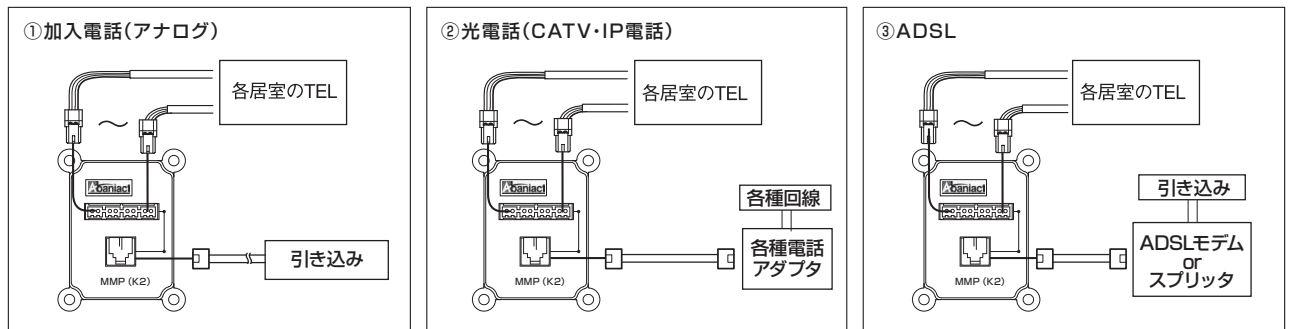 ①加入電話(アナログ)
各居室のTEL
Abaniact
引き込み
MMP (K2)
②光電話(CATV・IP電話)
各居室のTEL
Abaniact
各種回線
各種電話
アダプタ
MMP (K2)
③ADSL
各居室のTEL
Abaniact
引き込み
ADSLモデム
or
スプリッタ
MMP (K2)